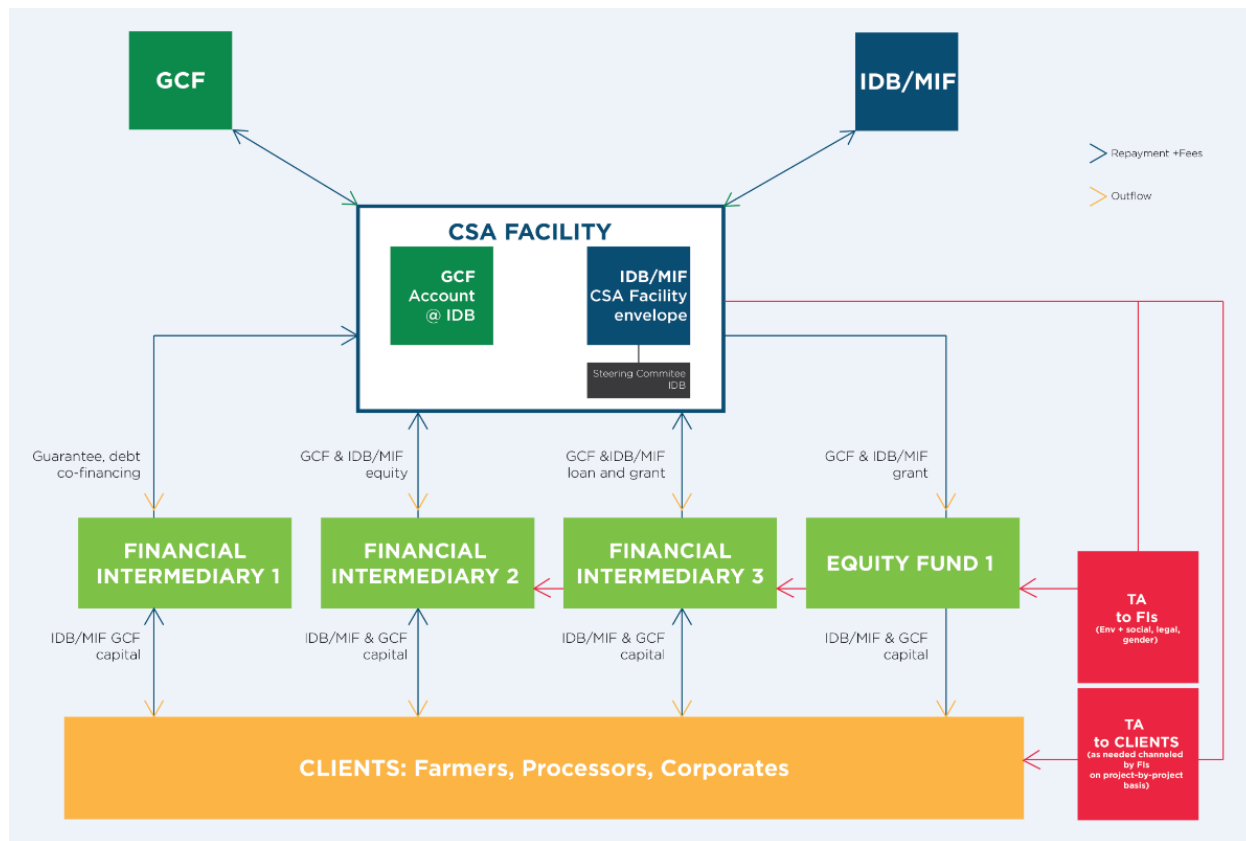 GCF
IDB/MIF
Repayment +Fees
Outflow
CSA FACILITY
GCF
Account
@ IDB
IDB/MIF
CSA Facility
envelope
Steering Commitee
IDB
Guarantee, debt
co-financing
GCF & IDB/MIF
equity
GCF &IDB/MIF
loan and grant
GCF & IDB/MIF
grant
FINANCIAL
INTERMEDIARY 1
FINANCIAL
INTERMEDIARY 2
FINANCIAL
INTERMEDIARY 3
EQUITY FUND 1
TA
to FIs
(Env + social, legal,
gender)
IDB/MIF GCF
capital
IDB/MIF & GCF
capital
IDB/MIF & GCF
capital
IDB/MIF & GCF
capital
TA
to CLIENTS
(as needed channeled
by FIs
on project-by-project
basis)
CLIENTS: Farmers, Processors, Corporates